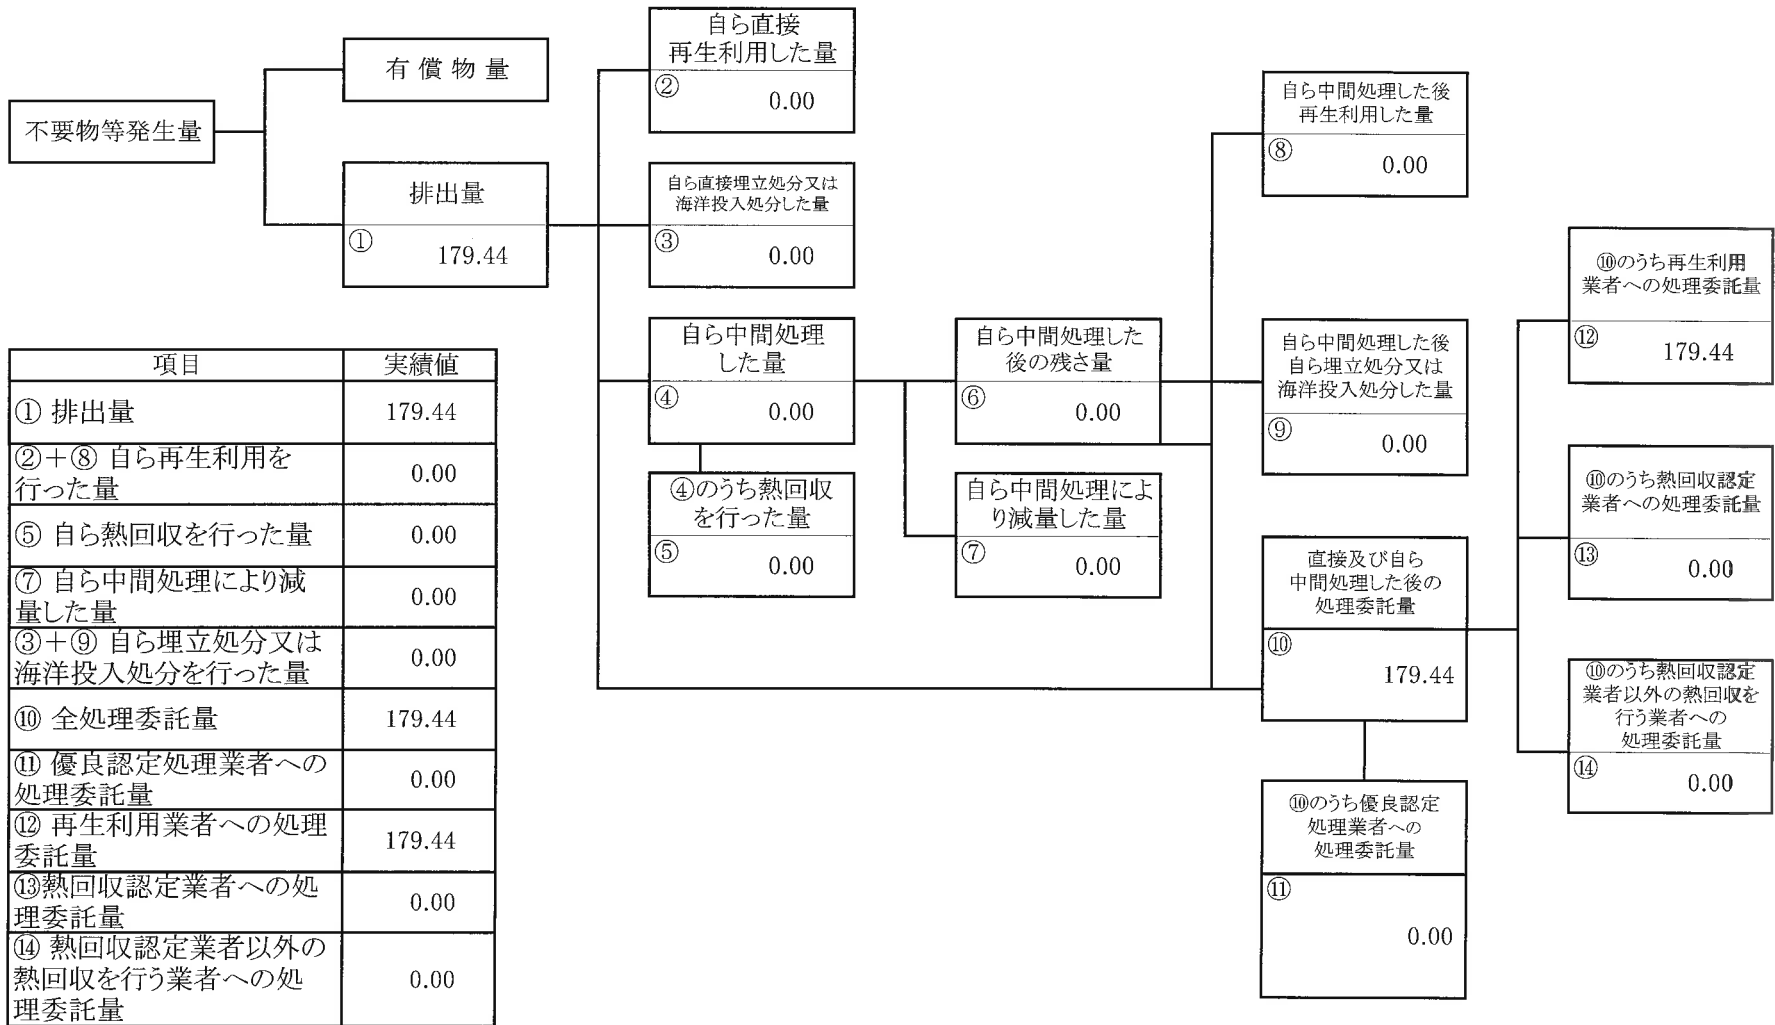 不要物等発生量
有償物量
排出量
①
179.44
自ら直接
再生利用した量
②
0.00
自ら直接埋立処分又は
海洋投入処分した量
③
0.00
自ら中間処理
した量
④
0.00
④のうち熱回収
を行った量
⑤
0.00
自ら中間処理した
後の残さ量
⑥
0.00
自ら中間処理によ
り減量した量
⑦
0.00
自ら中間処理した後
再生利用した量
⑧
0.00
自ら中間処理した後
自ら埋立処分又は
海洋投入処分した量
⑨
0.00
直接及び自ら
中間処理した後の
処理委託量
⑩
179.44
⑩のうち優良認定
処理業者への
処理委託量
⑪
0.00
⑩のうち再生利用
業者への処理委託量
⑫
179.44
⑩のうち熱回収認定
業者への処理委託量
⑬
0.00
⑩のうち熱回収認定
業者以外の熱回収を
行う業者への
処理委託量
⑭
0.00
項目 実績値
① 排出量 179.44
②+⑧ 自ら再生利用を
行った量 0.00
⑤ 自ら熱回収を行った量 0.00
⑦ 自ら中間処理により減
量した量 0.00
③+⑨ 自ら埋立処分又は
海洋投入処分を行った量 0.00
⑩ 全処理委託量 179.44
⑪ 優良認定処理業者への
処理委託量 0.00
⑫ 再生利用業者への処理
委託量 179.44
⑬熱回収認定業者への処
理委託量 0.00
⑭ 熱回収認定業者以外の
熱回収を行う業者への処
理委託量 0.00